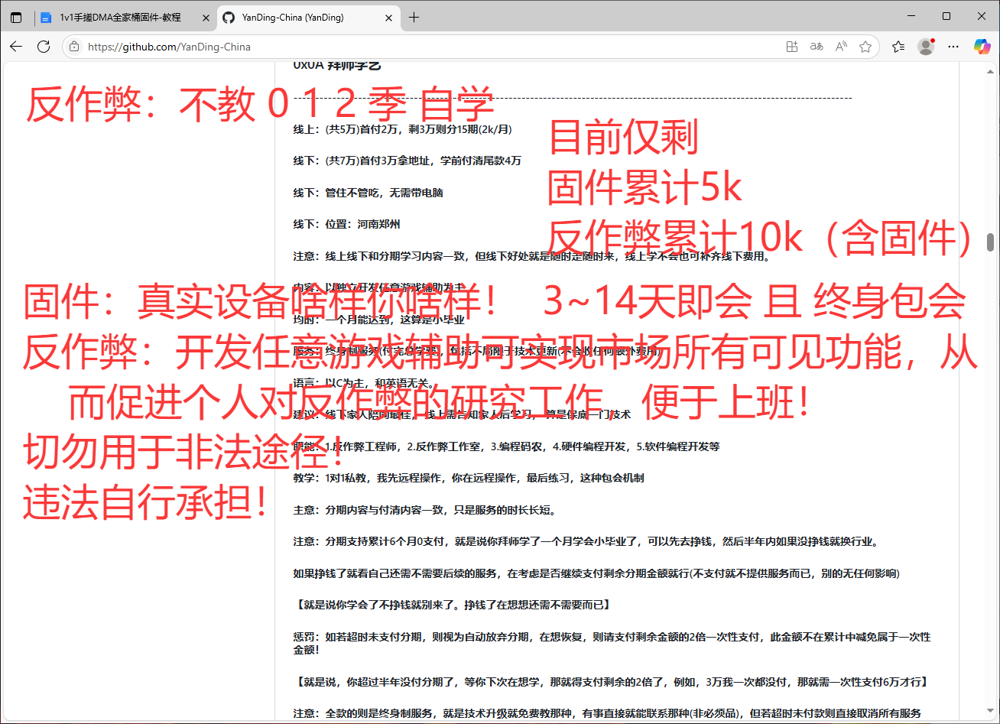 1v1手搓DMA全家桶固件-教程
YanDing-China (YanDing)
https://github.com/YanDing-China
0x0A 拜师学艺
反作弊：不教 0 1 2 季 自学
线上：(共5万)首付2万，剩3万则分15期(2k/月)
目前仅剩
线下：(共7万)首付3万拿地址，学前付清尾款4万
固件累计5k
线下：管住不管吃，无需带电脑
线下：位置：河南郑州
反作弊累计10k（含固件）
注意：线上线下和分期学习内容一致，但线下好处就是随时走随时来，线上学不会也可补齐线下费用。
内容：以独立开发任意游戏辅助为主
固件：真实设备啥样你啥样！ 3~14天即会 且 终身包会
均的：一个月能达到，这算是小毕业
反作弊：开发任意游戏辅助可实现市场所有可见功能，从
服务：终身制服务(付完总学费)，包括不局限于技术更新(不会收任何额外费用)
语言：以C为主，和英语无关。
而促进个人对反作弊的研究工作，便于上班！
建议：线下家人陪同最佳，线上需告知家人后学习，算是保底一门技术
切勿用于非法途径！
职能：1.反作弊工程师，2.反作弊工作室，3.编程码农，4.硬件编程开发，5.软件编程开发等
教学：1对1私教，我先远程操作，你在远程操作，最后练习，这种包会机制
违法自行承担！
主意：分期内容与付清内容一致，只是服务的时长长短。
注意：分期支持累计6个月0支付，就是说你拜师学了一个月学会小毕业了，可以先去挣钱，然后半年内如果没挣钱就换行业。
如果挣钱了就看自己还需不需要后续的服务，在考虑是否继续支付剩余分期金额就行(不支付就不提供服务而已，别的无任何影响)
【就是说你学会了不挣钱就别来了。挣钱了在想想还需不需要而已】
惩罚：如若超时未支付分期，则视为自动放弃分期，在想恢复，则请支付剩余金额的2倍一次性支付，此金额不在累计中减免属于一次性
金额！
【就是说，你超过半年没付分期了，等你下次在想学，那就得支付剩余的2倍了，例如，3万我一次都没付，那就需一次性支付6万才行】
注意：全款的则是终身制服务，就是技术升级就免费教那种，有事直接就能联系那种(非必须品)，但若超时未付款则直接取消所有服务